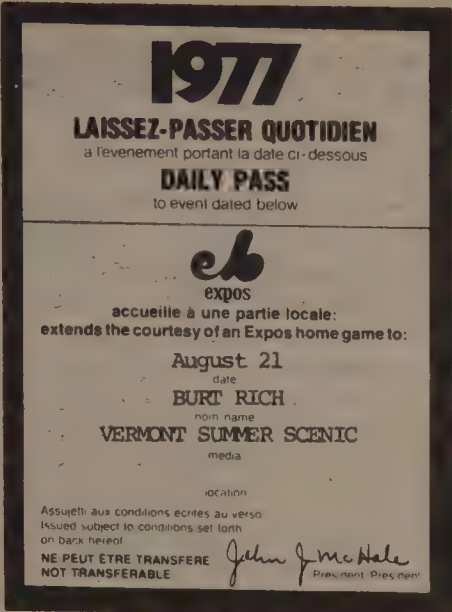 1977
LAISSEZ-PASSER QUOTIDIEN
a l'evenement portant la date ci-dessous
DAILY PASS
to event dated below
eb
expos
accueille à une partie locale:
extends the courtesy of an Expos home game to:
August 21
date
BURT RICH
nom name
VERMONT SUMMER SCENIC
media
location
Assujetti aux conditions ecrites au verso
Issued subject to conditions set forth
on back hereof
NE PEUT ETRE TRANSFERE
NOT TRANSFERABLE
John J. McHale
President President